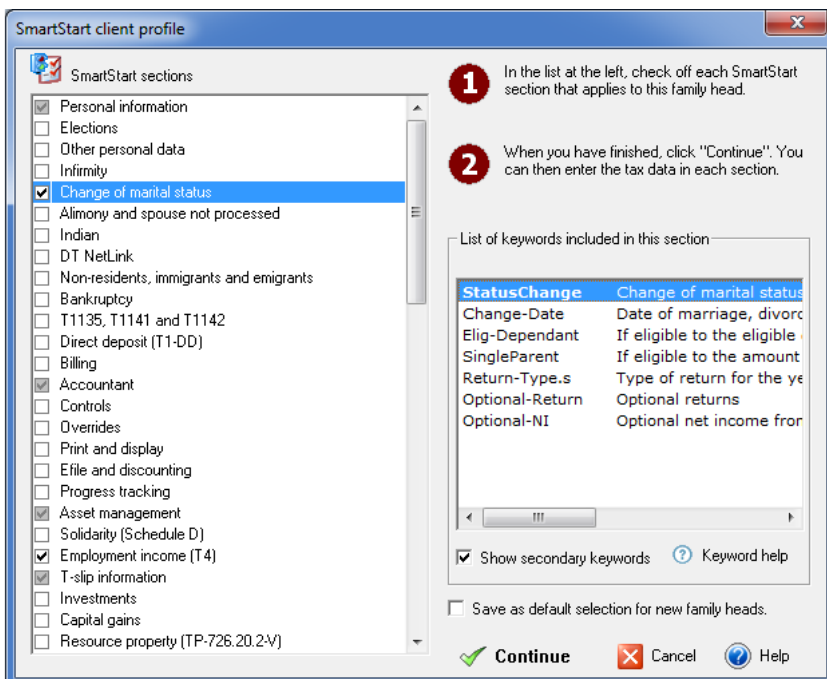 SmartStart client profile
SmartStart sections
Personal information
Elections
Other personal data
Infirmity
Change of marital status
Alimony and spouse not processed
Indian
DT NetLink
Non-residents, immigrants and emigrants
Bankruptcy
T1135, T1141 and T1142
Direct deposit (T1-DD)
Billing
Accountant
Controls
Overrides
Print and display
Efile and discounting
Progress tracking
Asset management
Solidarity (Schedule D)
Employment income (T4)
T-slip information
Investments
Capital gains
Resource property (TP-726.20.2-V)
1
In the list at the left, check off each SmartStart
section that applies to this family head.
2
When you have finished, click "Continue". You
can then enter the tax data in each section.
List of keywords included in this section
StatusChange Change of marital status
Change-Date Date of marriage, divorc
Elig-Dependant If eligible to the eligible
SingleParent If eligible to the amount
Return-Type.s Type of return for the ye
Optional-Return Optional returns
Optional-NI Optional net income fror
Show secondary keywords
? Keyword help
Save as default selection for new family heads.
Continue
Cancel
? Help